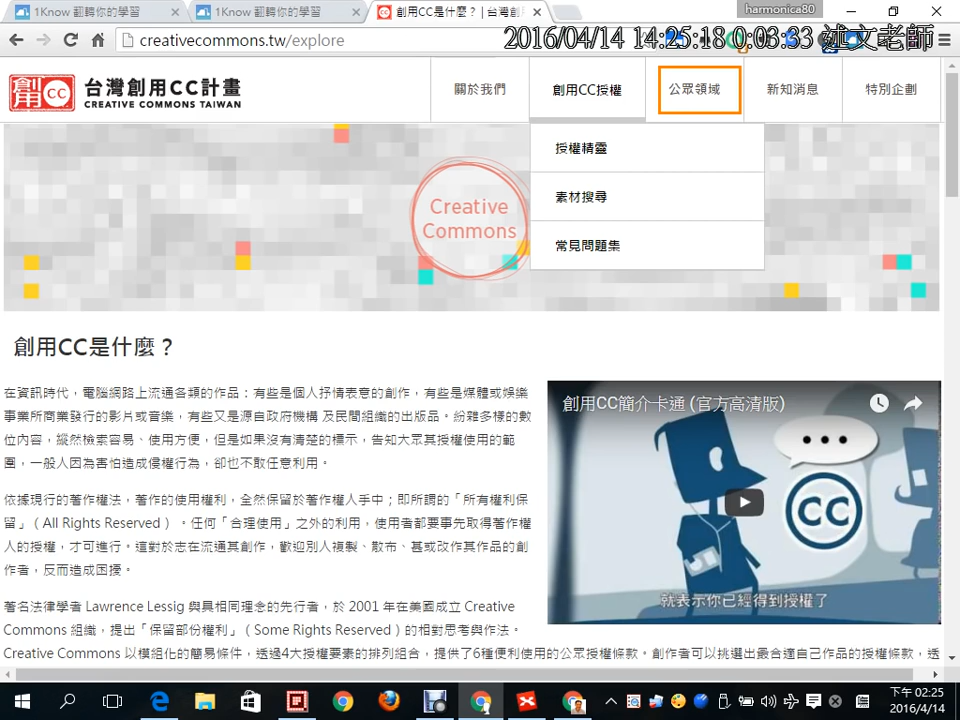 1Know 翻轉你的學習
1Know 翻轉你的學習
創用CC是什麼？ | 台灣創
harmonica80
creativecommons.tw/explore
2016/04/14 14:25:18 0:03:33 述文老師
創用
cc
台灣創用CC計畫
CREATIVE COMMONS TAIWAN
關於我們
創用CC授權
公眾領域
新知消息
特別企劃
授權精靈
素材搜尋
常見問題集
Creative
Commons
創用CC是什麼？
在資訊時代，電腦網路上流通各類的作品：有些是個人抒情表意的創作，有些是媒體或娛樂
事業所商業發行的影片或音樂，有些又是源自政府機構 及民間組織的出版品。紛雜多樣的數
位內容，縱然檢索容易、使用方便，但是如果沒有清楚的標示，告知大眾其授權使用的範
圍，一般人因為害怕造成侵權行為，卻也不敢任意利用。
依據現行的著作權法，著作的使用權利，全然保留於著作權人手中；即所謂的「所有權利保
留」（All Rights Reserved） 。任何「合理使用」之外的利用，使用者都要事先取得著作權
人的授權，才可進行。這對於志在流通其創作，歡迎別人複製、散布、甚或改作其作品的創
作者，反而造成困擾。
著名法律學者 Lawrence Lessig 與具相同理念的先行者，於 2001 年在美國成立 Creative
Commons 組織，提出「保留部份權利」（Some Rights Reserved）的相對思考與作法。
Creative Commons 以模組化的簡易條件，透過4大授權要素的排列組合，提供了6種便利使用的公眾授權條款。創作者可以挑選出最合適自己作品的授權條款，透
創用CC簡介卡通 (官方高清版)
cc
就表示你已經得到授權了
下午 02:25
2016/4/14